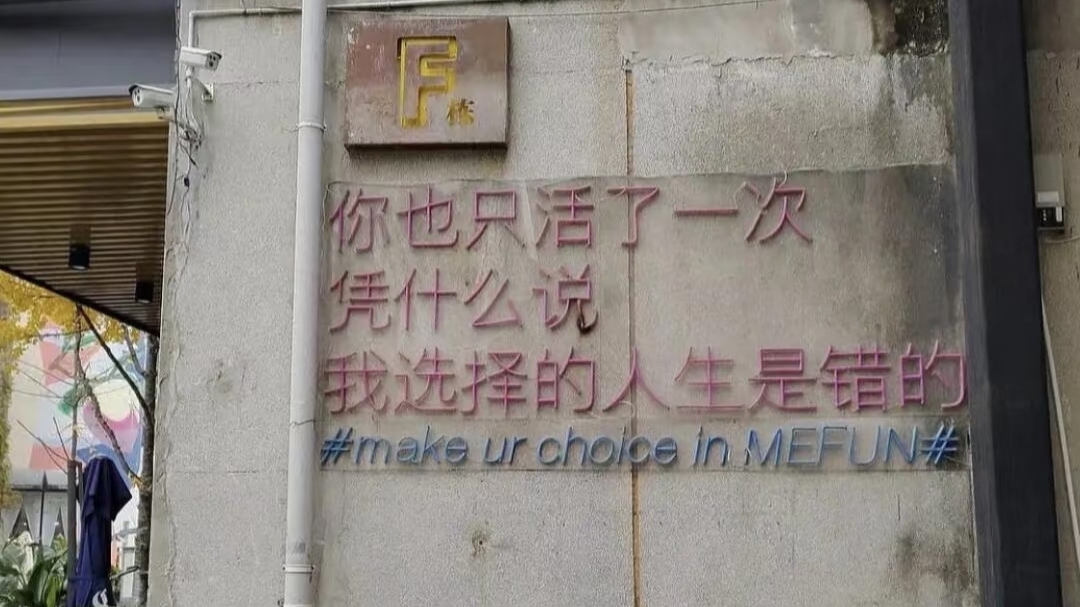 F栋
你也只活了一次
凭什么说
我选择的人生是错的
#make ur choice in MEFUN#